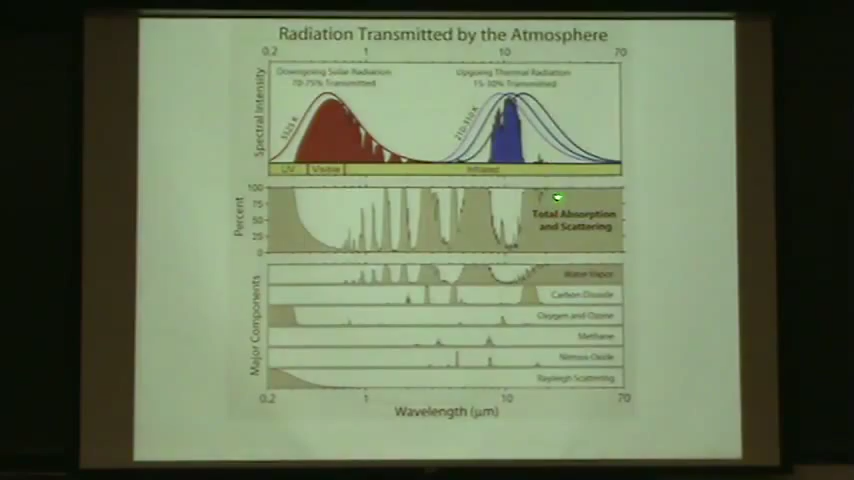 Radiation Transmitted by the Atmosphere
0.2 1 10 70
Spectral Intensity
Downgoing Solar Radiation
70-75% Transmitted
Upgoing Thermal Radiation
15-30% Transmitted
5525 K
210-310 K
UV Visible Infrared
Percent
100
75
50
25
0
Total Absorption
and Scattering
Major Components
Water Vapor
Carbon Dioxide
Oxygen and Ozone
Methane
Nitrous Oxide
Rayleigh Scattering
0.2 1 10 70
Wavelength (μm)